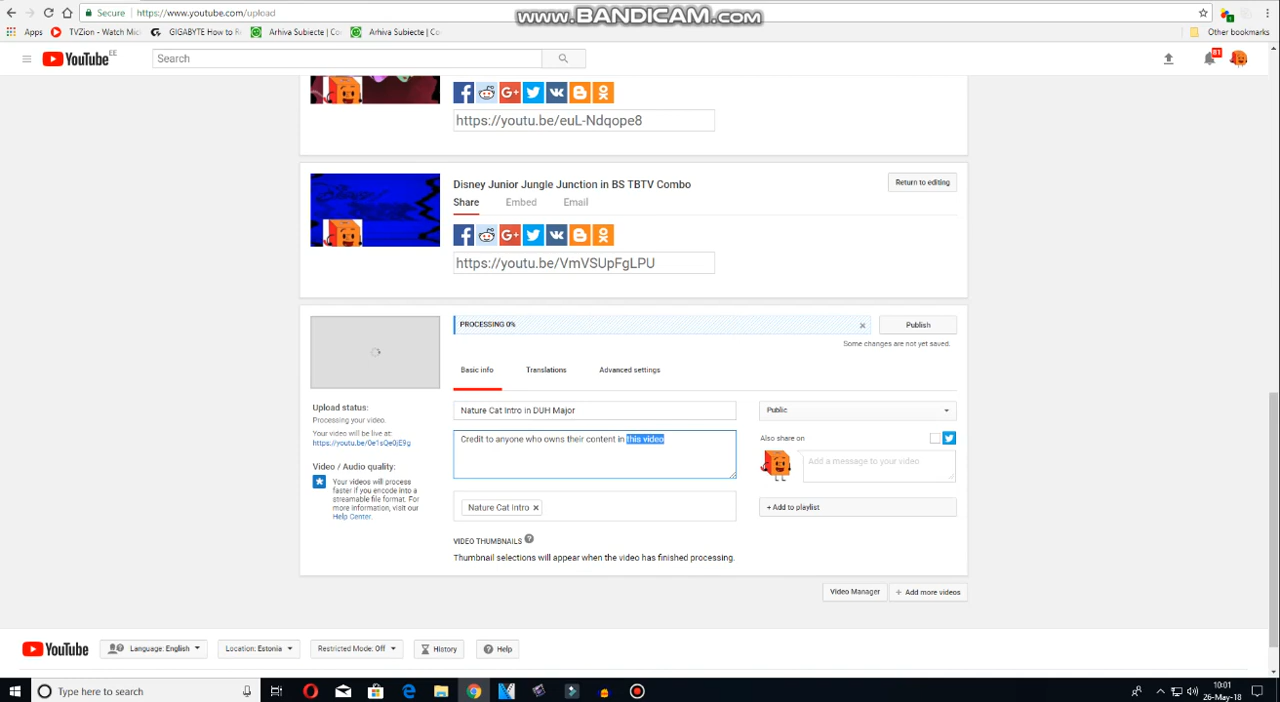 Secure https://www.youtube.com/upload
www.BANDICAM.com
Apps TVZion - Watch Mi GIGABYTE How to Re Arhiva Subiecte | Co Arhiva Subiecte | Co Other bookmarks
YouTube EE Search 81
https://youtu.be/euL-Ndqope8
Disney Junior Jungle Junction in BS TBTV Combo Return to editing
Share Embed Email
https://youtu.be/VmVSUpFgLPU
PROCESSING 0% Publish
Some changes are not yet saved.
Basic info Translations Advanced settings
Upload status:
Processing your video.
Your video will be live at:
https://youtu.be/0e1sQe0jE9g
Video / Audio quality:
Your videos will process
faster if you encode into a
streamable file format. For
more information, visit our
Help Center.
Nature Cat Intro in DUH Major
Credit to anyone who owns their content in this video
Nature Cat Intro
VIDEO THUMBNAILS ?
Thumbnail selections will appear when the video has finished processing.
Public
Also share on
Add a message to your video
+ Add to playlist
Video Manager + Add more videos
YouTube Language: English Location: Estonia Restricted Mode: Off History Help
Type here to search
10:01
26-May-18